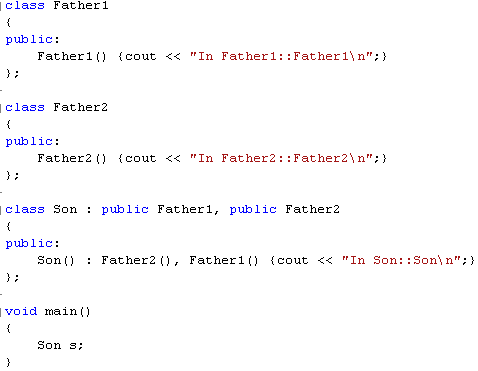 class Father1
{
public:
    Father1() {cout << "In Father1::Father1\n";}
};
class Father2
{
public:
    Father2() {cout << "In Father2::Father2\n";}
};
class Son : public Father1, public Father2
{
public:
    Son() : Father2(), Father1() {cout << "In Son::Son\n";}
};
void main()
{
    Son s;
}